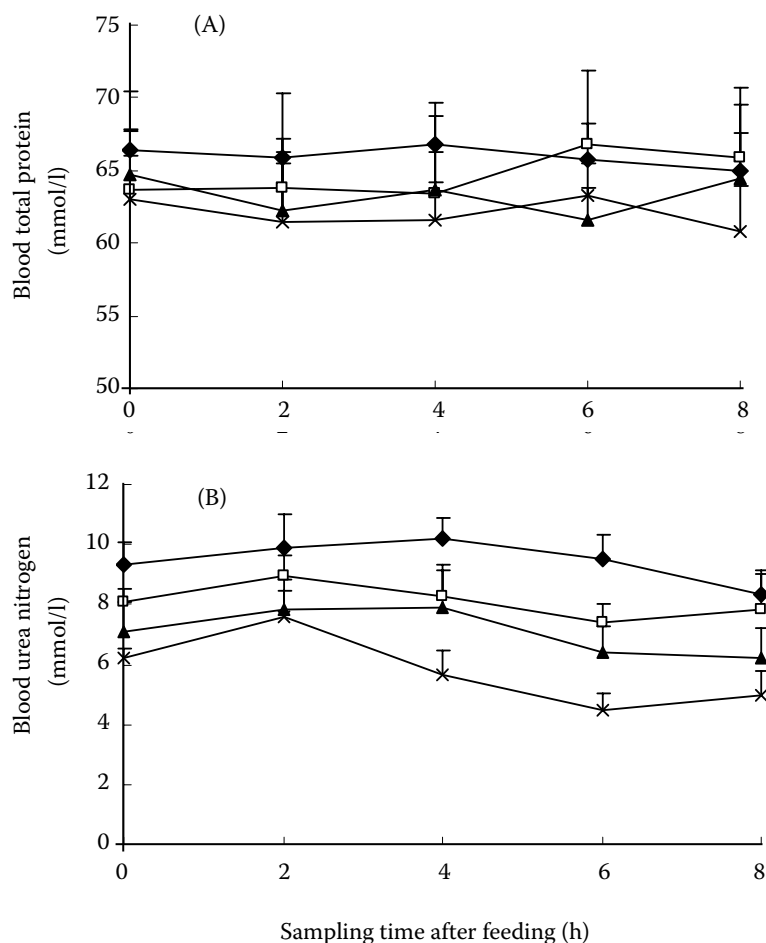 (A)
75
70
65
60
55
50
Blood total protein
(mmol/l)
0 2 4 6 8
(B)
12
10
8
6
4
2
0
Blood urea nitrogen
(mmol/l)
0 2 4 6 8
Sampling time after feeding (h)